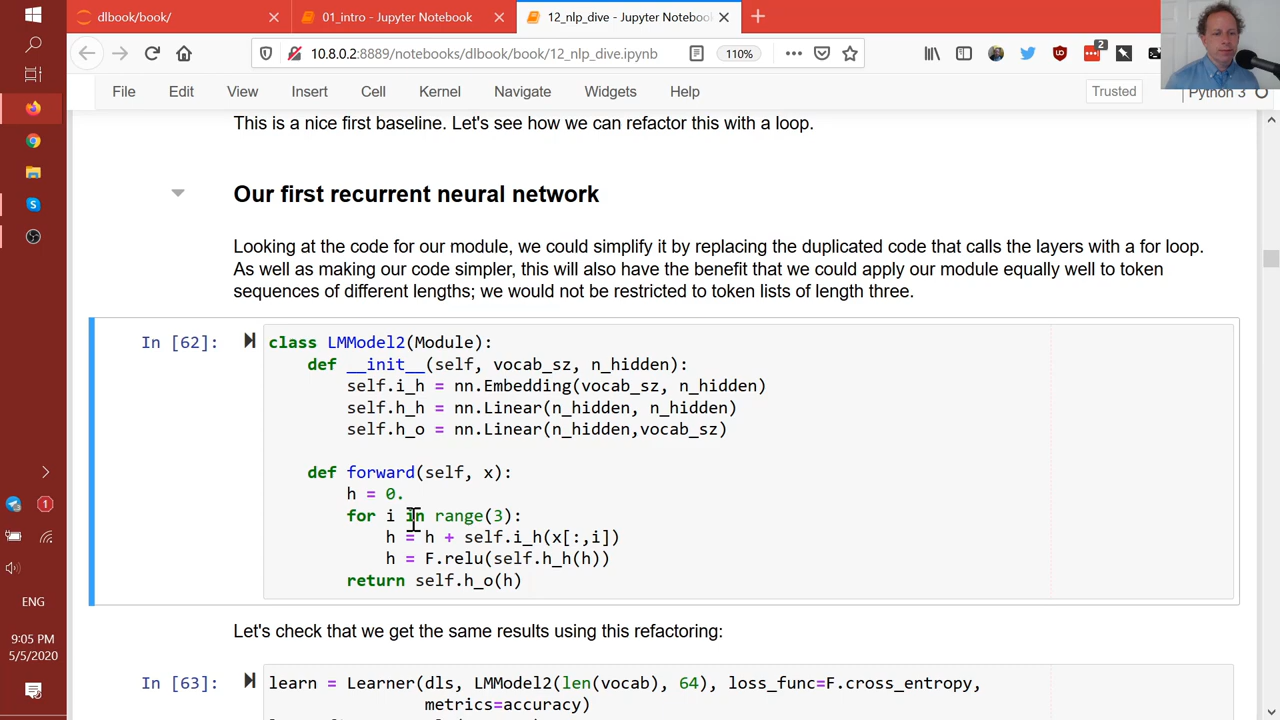 dlbook/book/
01_intro - Jupyter Notebook
12_nlp_dive - Jupyter Notebook
10.8.0.2:8889/notebooks/dlbook/book/12_nlp_dive.ipynb
110%
2
File Edit View Insert Cell Kernel Navigate Widgets Help
Trusted
Python 3
This is a nice first baseline. Let's see how we can refactor this with a loop.
Our first recurrent neural network
Looking at the code for our module, we could simplify it by replacing the duplicated code that calls the layers with a for loop.
As well as making our code simpler, this will also have the benefit that we could apply our module equally well to token
sequences of different lengths; we would not be restricted to token lists of length three.
In [62]:
class LMModel2(Module):
    def __init__(self, vocab_sz, n_hidden):
        self.i_h = nn.Embedding(vocab_sz, n_hidden)
        self.h_h = nn.Linear(n_hidden, n_hidden)
        self.h_o = nn.Linear(n_hidden,vocab_sz)
    def forward(self, x):
        h = 0.
        for i in range(3):
            h = h + self.i_h(x[:,i])
            h = F.relu(self.h_h(h))
        return self.h_o(h)
Let's check that we get the same results using this refactoring:
In [63]:
learn = Learner(dls, LMModel2(len(vocab), 64), loss_func=F.cross_entropy,
                metrics=accuracy)
1
ENG
9:05 PM
5/5/2020